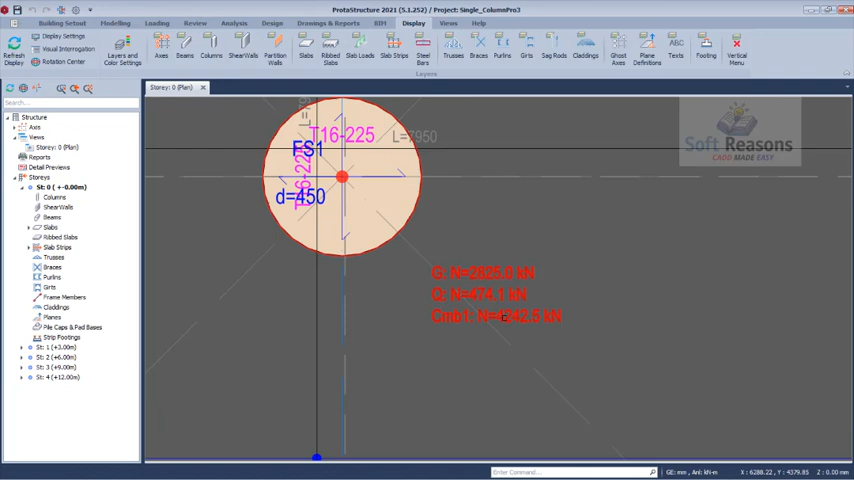 ProtaStructure 2021 (5.1.252) / Project: Single_ColumnPro3
Building Setout Modelling Loading Review Analysis Design Drawings & Reports BIM Display Views Help
Refresh Display
Display Settings
Visual Interrogation
Rotation Center
Layers and Color Settings
Axes
Beams
Columns
ShearWalls
Partition Walls
Slabs
Ribbed Slabs
Slab Loads
Slab Strips
Steel Bars
Trusses
Braces
Purlins
Girts
Sag Rods
Claddings
Ghost Axes
Plane Definitions
Texts
Footing
Vertical Menu
Layers
Storey: 0 (Plan)
Search...
Structure
Axes
Views
Storey: 0 (Plan)
Reports
Detail Previews
Storeys
St: 0 ( +-0.00m)
Columns
ShearWalls
Beams
Slabs
Ribbed Slabs
Slab Strips
Trusses
Braces
Purlins
Girts
Frame Members
Claddings
Planes
Pile Caps & Pad Bases
Strip Footings
St: 1 (+3.00m)
St: 2 (+6.00m)
St: 3 (+9.00m)
St: 4 (+12.00m)
T16-225
L=7950
FS1
d=450
G: N=2825.0 kN
Q: N=474.1 kN
Cmb1: N=4242.5 kN
Soft Reasons
CADD MADE EASY
Enter Command...
GE: mm, Anl: kN-m
X : 6288.22, Y : 4379.85
Z : 0.00 mm